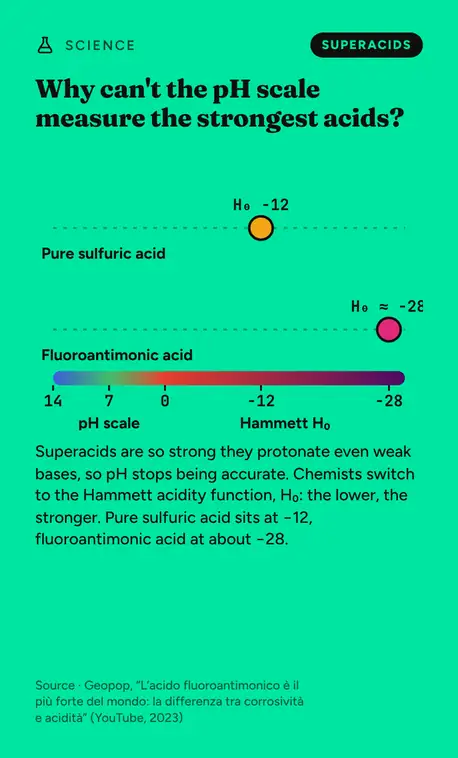 SCIENCE
SUPERACIDS
Why can't the pH scale
measure the strongest acids?
H₀ -12
Pure sulfuric acid
H₀ ≈ -28
Fluoroantimonic acid
14 7 0 -12 -28
pH scale Hammett H₀
Superacids are so strong they protonate even weak
bases, so pH stops being accurate. Chemists switch
to the Hammett acidity function, H₀: the lower, the
stronger. Pure sulfuric acid sits at −12,
fluoroantimonic acid at about −28.
Source · Geopop, “L’acido fluoroantimonico è il
più forte del mondo: la differenza tra corrosività
e acidità” (YouTube, 2023)